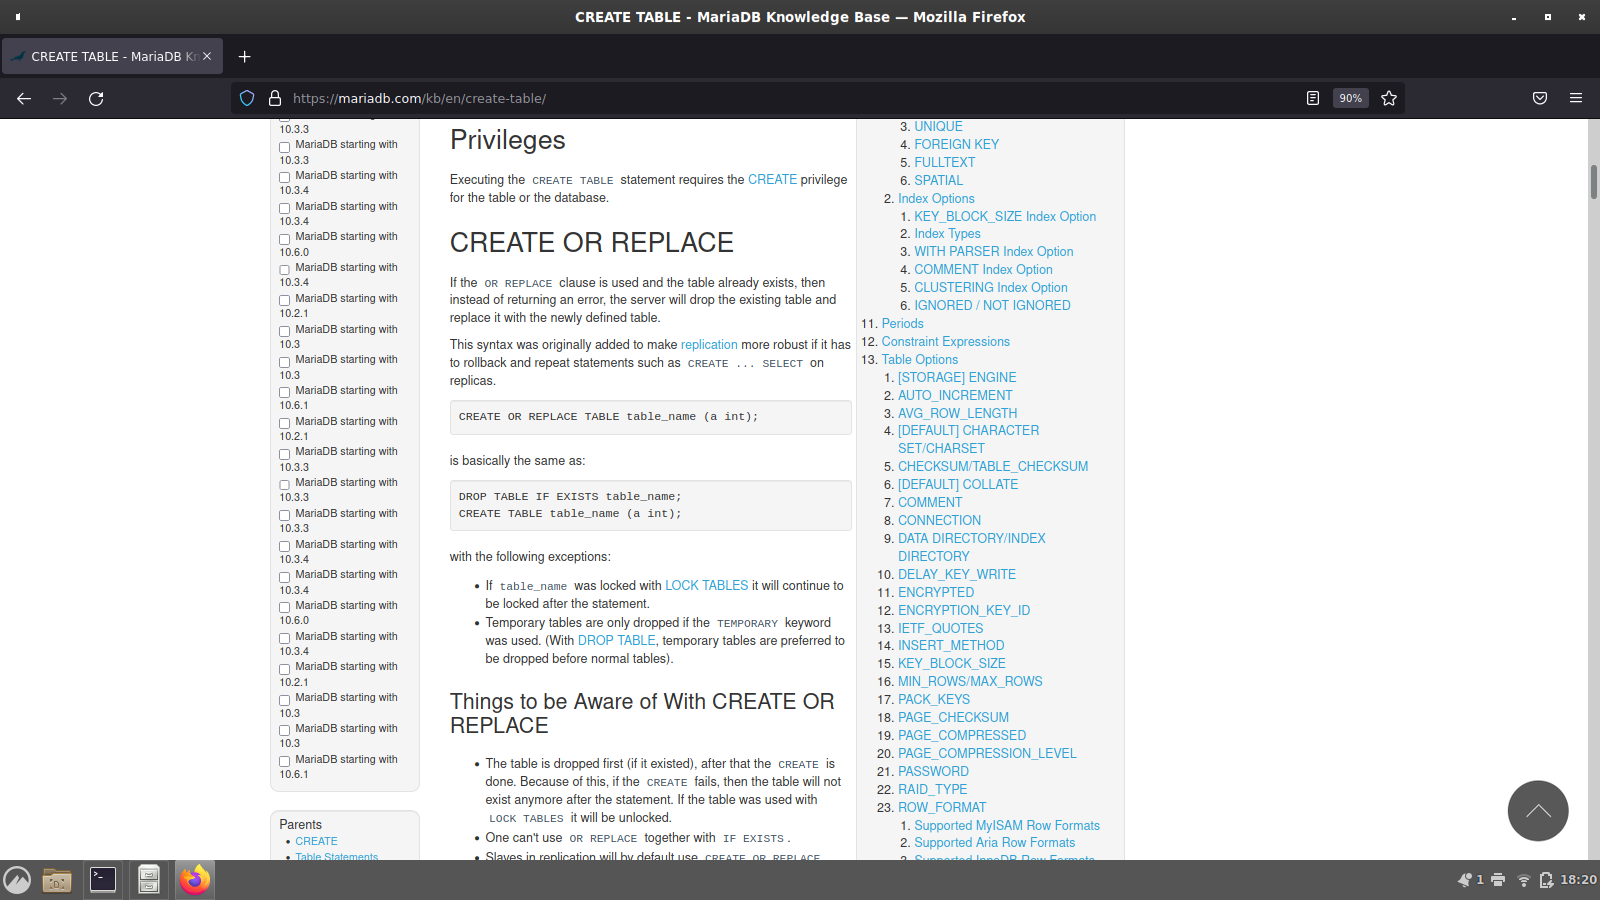 CREATE TABLE - MariaDB Knowledge Base — Mozilla Firefox
CREATE TABLE - MariaDB Kn
https://mariadb.com/kb/en/create-table/
90%
10.3.3
MariaDB starting with
10.3.3
MariaDB starting with
10.3.4
MariaDB starting with
10.3.4
MariaDB starting with
10.6.0
MariaDB starting with
10.3.4
MariaDB starting with
10.2.1
MariaDB starting with
10.3
MariaDB starting with
10.3
MariaDB starting with
10.6.1
MariaDB starting with
10.2.1
MariaDB starting with
10.3.3
MariaDB starting with
10.3.3
MariaDB starting with
10.3.3
MariaDB starting with
10.3.4
MariaDB starting with
10.3.4
MariaDB starting with
10.6.0
MariaDB starting with
10.3.4
MariaDB starting with
10.2.1
MariaDB starting with
10.3
MariaDB starting with
10.3
MariaDB starting with
10.6.1
Parents
CREATE
Table Statements
Privileges
Executing the CREATE TABLE statement requires the CREATE privilege
for the table or the database.
CREATE OR REPLACE
If the OR REPLACE clause is used and the table already exists, then
instead of returning an error, the server will drop the existing table and
replace it with the newly defined table.
This syntax was originally added to make replication more robust if it has
to rollback and repeat statements such as CREATE ... SELECT on
replicas.
CREATE OR REPLACE TABLE table_name (a int);
is basically the same as:
DROP TABLE IF EXISTS table_name;
CREATE TABLE table_name (a int);
with the following exceptions:
If table_name was locked with LOCK TABLES it will continue to
be locked after the statement.
Temporary tables are only dropped if the TEMPORARY keyword
was used. (With DROP TABLE, temporary tables are preferred to
be dropped before normal tables).
Things to be Aware of With CREATE OR
REPLACE
The table is dropped first (if it existed), after that the CREATE is
done. Because of this, if the CREATE fails, then the table will not
exist anymore after the statement. If the table was used with
LOCK TABLES it will be unlocked.
One can't use OR REPLACE together with IF EXISTS.
Slaves in replication will by default use CREATE OR REPLACE
3. UNIQUE
4. FOREIGN KEY
5. FULLTEXT
6. SPATIAL
2. Index Options
1. KEY_BLOCK_SIZE Index Option
2. Index Types
3. WITH PARSER Index Option
4. COMMENT Index Option
5. CLUSTERING Index Option
6. IGNORED / NOT IGNORED
11. Periods
12. Constraint Expressions
13. Table Options
1. [STORAGE] ENGINE
2. AUTO_INCREMENT
3. AVG_ROW_LENGTH
4. [DEFAULT] CHARACTER
SET/CHARSET
5. CHECKSUM/TABLE_CHECKSUM
6. [DEFAULT] COLLATE
7. COMMENT
8. CONNECTION
9. DATA DIRECTORY/INDEX
DIRECTORY
10. DELAY_KEY_WRITE
11. ENCRYPTED
12. ENCRYPTION_KEY_ID
13. IETF_QUOTES
14. INSERT_METHOD
15. KEY_BLOCK_SIZE
16. MIN_ROWS/MAX_ROWS
17. PACK_KEYS
18. PAGE_CHECKSUM
19. PAGE_COMPRESSED
20. PAGE_COMPRESSION_LEVEL
21. PASSWORD
22. RAID_TYPE
23. ROW_FORMAT
1. Supported MyISAM Row Formats
2. Supported Aria Row Formats
3. Supported InnoDB Row Formats
1
18:20